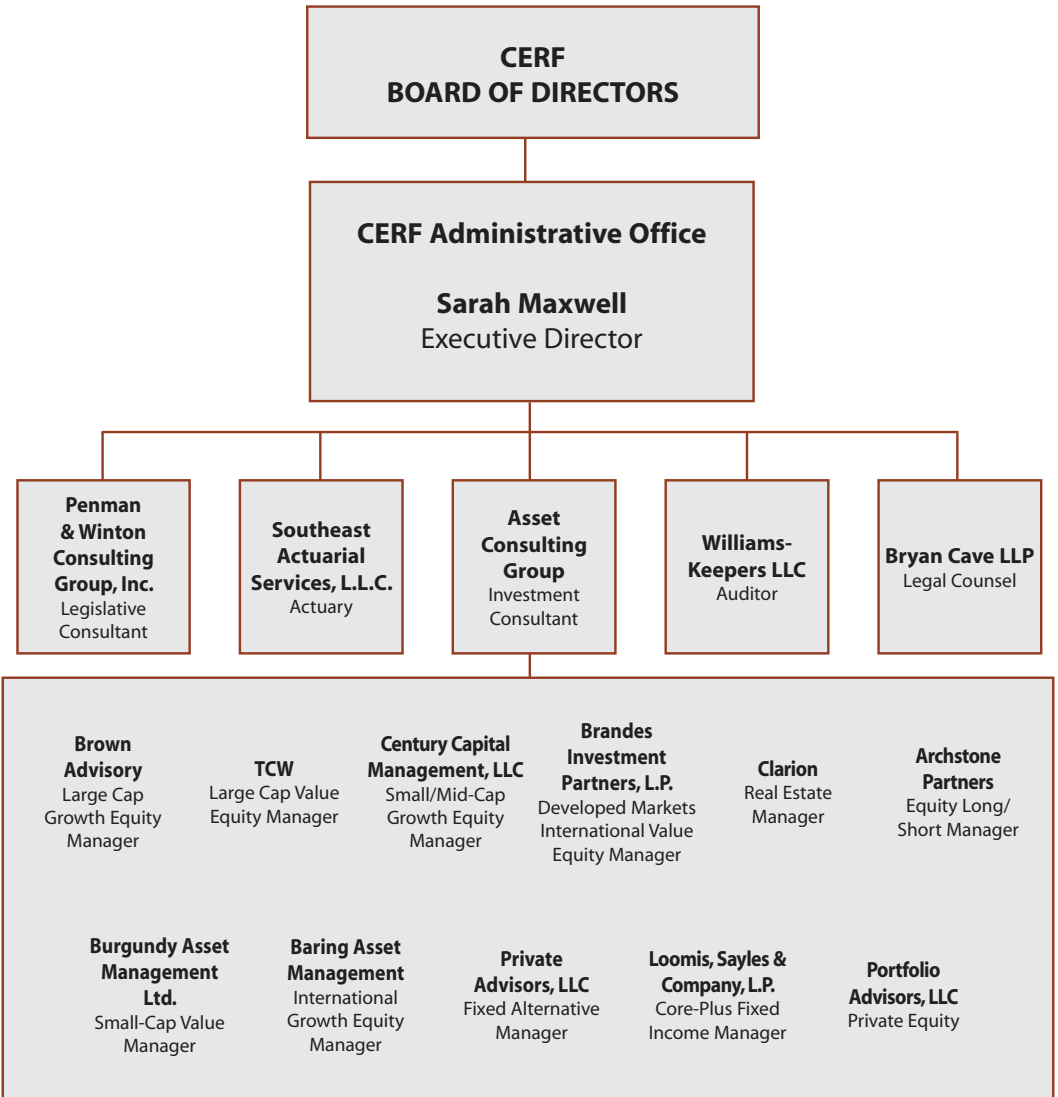 CERF
BOARD OF DIRECTORS
CERF Administrative Office
Sarah Maxwell
Executive Director
Penman
& Winton
Consulting
Group, Inc.
Legislative
Consultant
Southeast
Actuarial
Services, L.L.C.
Actuary
Asset
Consulting
Group
Investment
Consultant
Williams-
Keepers LLC
Auditor
Bryan Cave LLP
Legal Counsel
Brown
Advisory
Large Cap
Growth Equity
Manager
TCW
Large Cap Value
Equity Manager
Century Capital
Management, LLC
Small/Mid-Cap
Growth Equity
Manager
Brandes
Investment
Partners, L.P.
Developed Markets
International Value
Equity Manager
Clarion
Real Estate
Manager
Archstone
Partners
Equity Long/
Short Manager
Burgundy Asset
Management
Ltd.
Small-Cap Value
Manager
Baring Asset
Management
International
Growth Equity
Manager
Private
Advisors, LLC
Fixed Alternative
Manager
Loomis, Sayles &
Company, L.P.
Core-Plus Fixed
Income Manager
Portfolio
Advisors, LLC
Private Equity